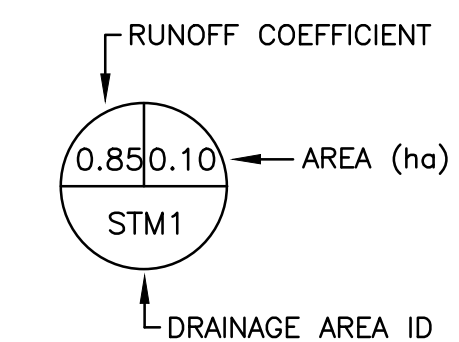 RUNOFF COEFFICIENT
0.85 0.10
AREA (ha)
STM1
DRAINAGE AREA ID